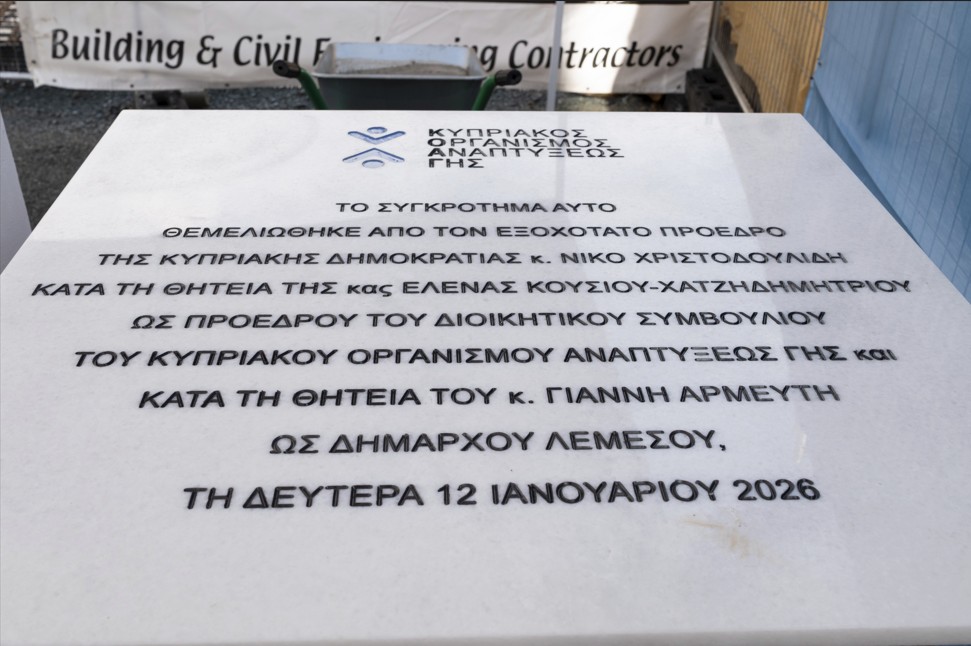 Building & Civil Engineering Contractors
ΚΥΠΡΙΑΚΟΣ
ΟΡΓΑΝΙΣΜΟΣ
ΑΝΑΠΤΥΞΕΩΣ
ΓΗΣ
ΤΟ ΣΥΓΚΡΟΤΗΜΑ ΑΥΤΟ
ΘΕΜΕΛΙΩΘΗΚΕ ΑΠΟ ΤΟΝ ΕΞΟΧΟΤΑΤΟ ΠΡΟΕΔΡΟ
ΤΗΣ ΚΥΠΡΙΑΚΗΣ ΔΗΜΟΚΡΑΤΙΑΣ κ. ΝΙΚΟ ΧΡΙΣΤΟΔΟΥΛΙΔΗ
ΚΑΤΑ ΤΗ ΘΗΤΕΙΑ ΤΗΣ κας ΕΛΕΝΑΣ ΚΟΥΣΙΟΥ-ΧΑΤΖΗΔΗΜΗΤΡΙΟΥ
ΩΣ ΠΡΟΕΔΡΟΥ ΤΟΥ ΔΙΟΙΚΗΤΙΚΟΥ ΣΥΜΒΟΥΛΙΟΥ
ΤΟΥ ΚΥΠΡΙΑΚΟΥ ΟΡΓΑΝΙΣΜΟΥ ΑΝΑΠΤΥΞΕΩΣ ΓΗΣ και
ΚΑΤΑ ΤΗ ΘΗΤΕΙΑ ΤΟΥ κ. ΓΙΑΝΝΗ ΑΡΜΕΥΤΗ
ΩΣ ΔΗΜΑΡΧΟΥ ΛΕΜΕΣΟΥ,
ΤΗ ΔΕΥΤΕΡΑ 12 ΙΑΝΟΥΑΡΙΟΥ 2026